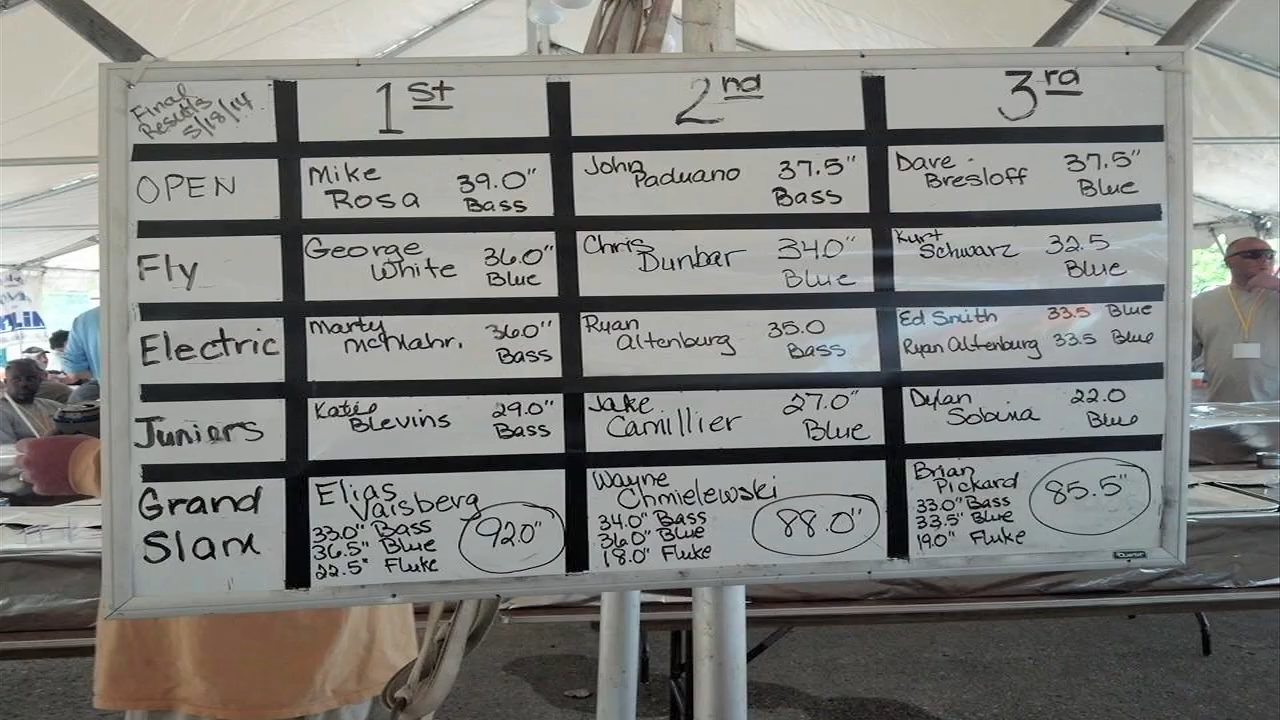 Final
Results
5/18/14
1st
2nd
3rd
OPEN
Mike
Rosa
39.0"
Bass
John
Paduano
37.5"
Bass
Dave
Bresloff
37.5"
Blue
Fly
George
White
36.0"
Blue
Chris
Dunbar
34.0"
Blue
Kurt
Schwarz
32.5
Blue
Electric
Marty
36.0"
Bass
Ryan
Altenburg
35.0
Bass
Ed Smith 33.5 Blue
Ryan Altenburg 33.5 Blue
Juniors
Katie
Blevins
29.0"
Bass
Jake
Camillier
27.0"
Blue
Dylan
22.0
Blue
Grand
Slam
Elias
Vaisberg
33.0" Bass
36.5" Blue
22.5" Fluke
92.0"
Wayne
Chmielewski
34.0" Bass
36.0" Blue
18.0" Fluke
88.0"
Brian
Pickard
33.0" Bass
33.5" Blue
19.0" Fluke
85.5"